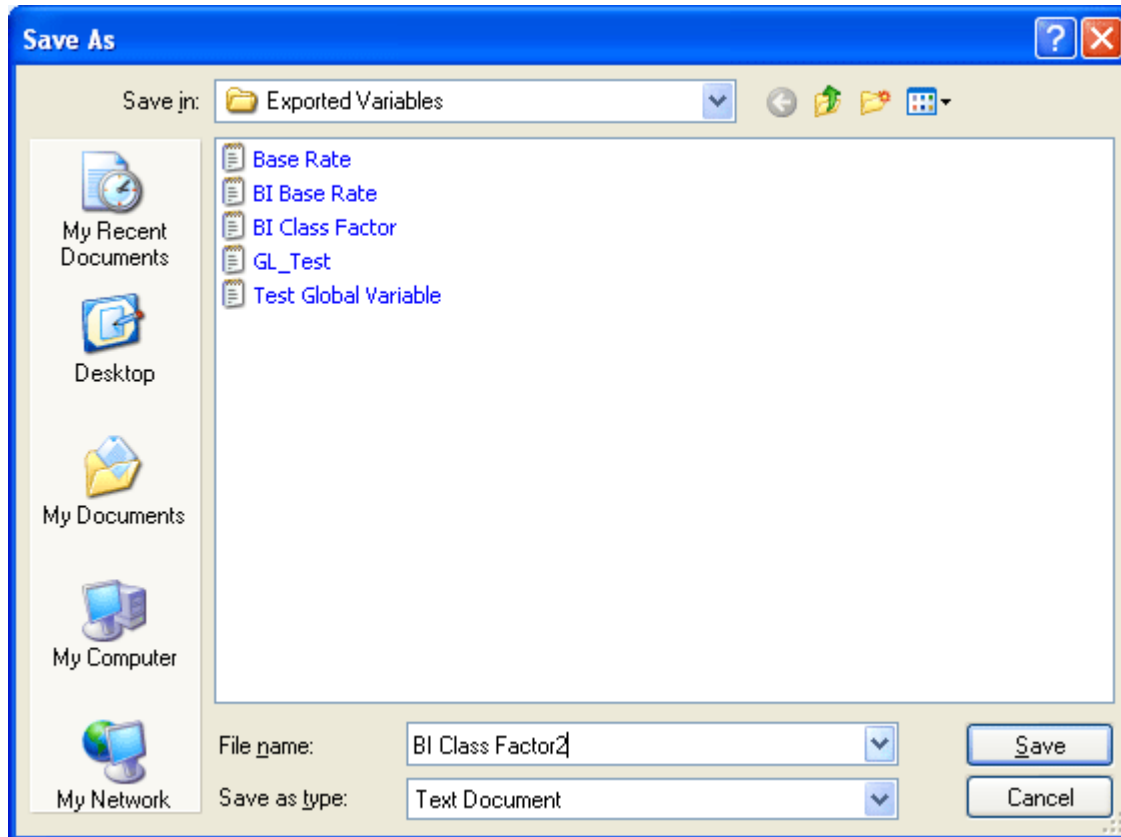 Save As
Save in: Exported Variables
Base Rate
BI Base Rate
BI Class Factor
GL_Test
Test Global Variable
My Recent
Documents
Desktop
My Documents
My Computer
My Network
File name: BI Class Factor2 Save
Save as type: Text Document Cancel